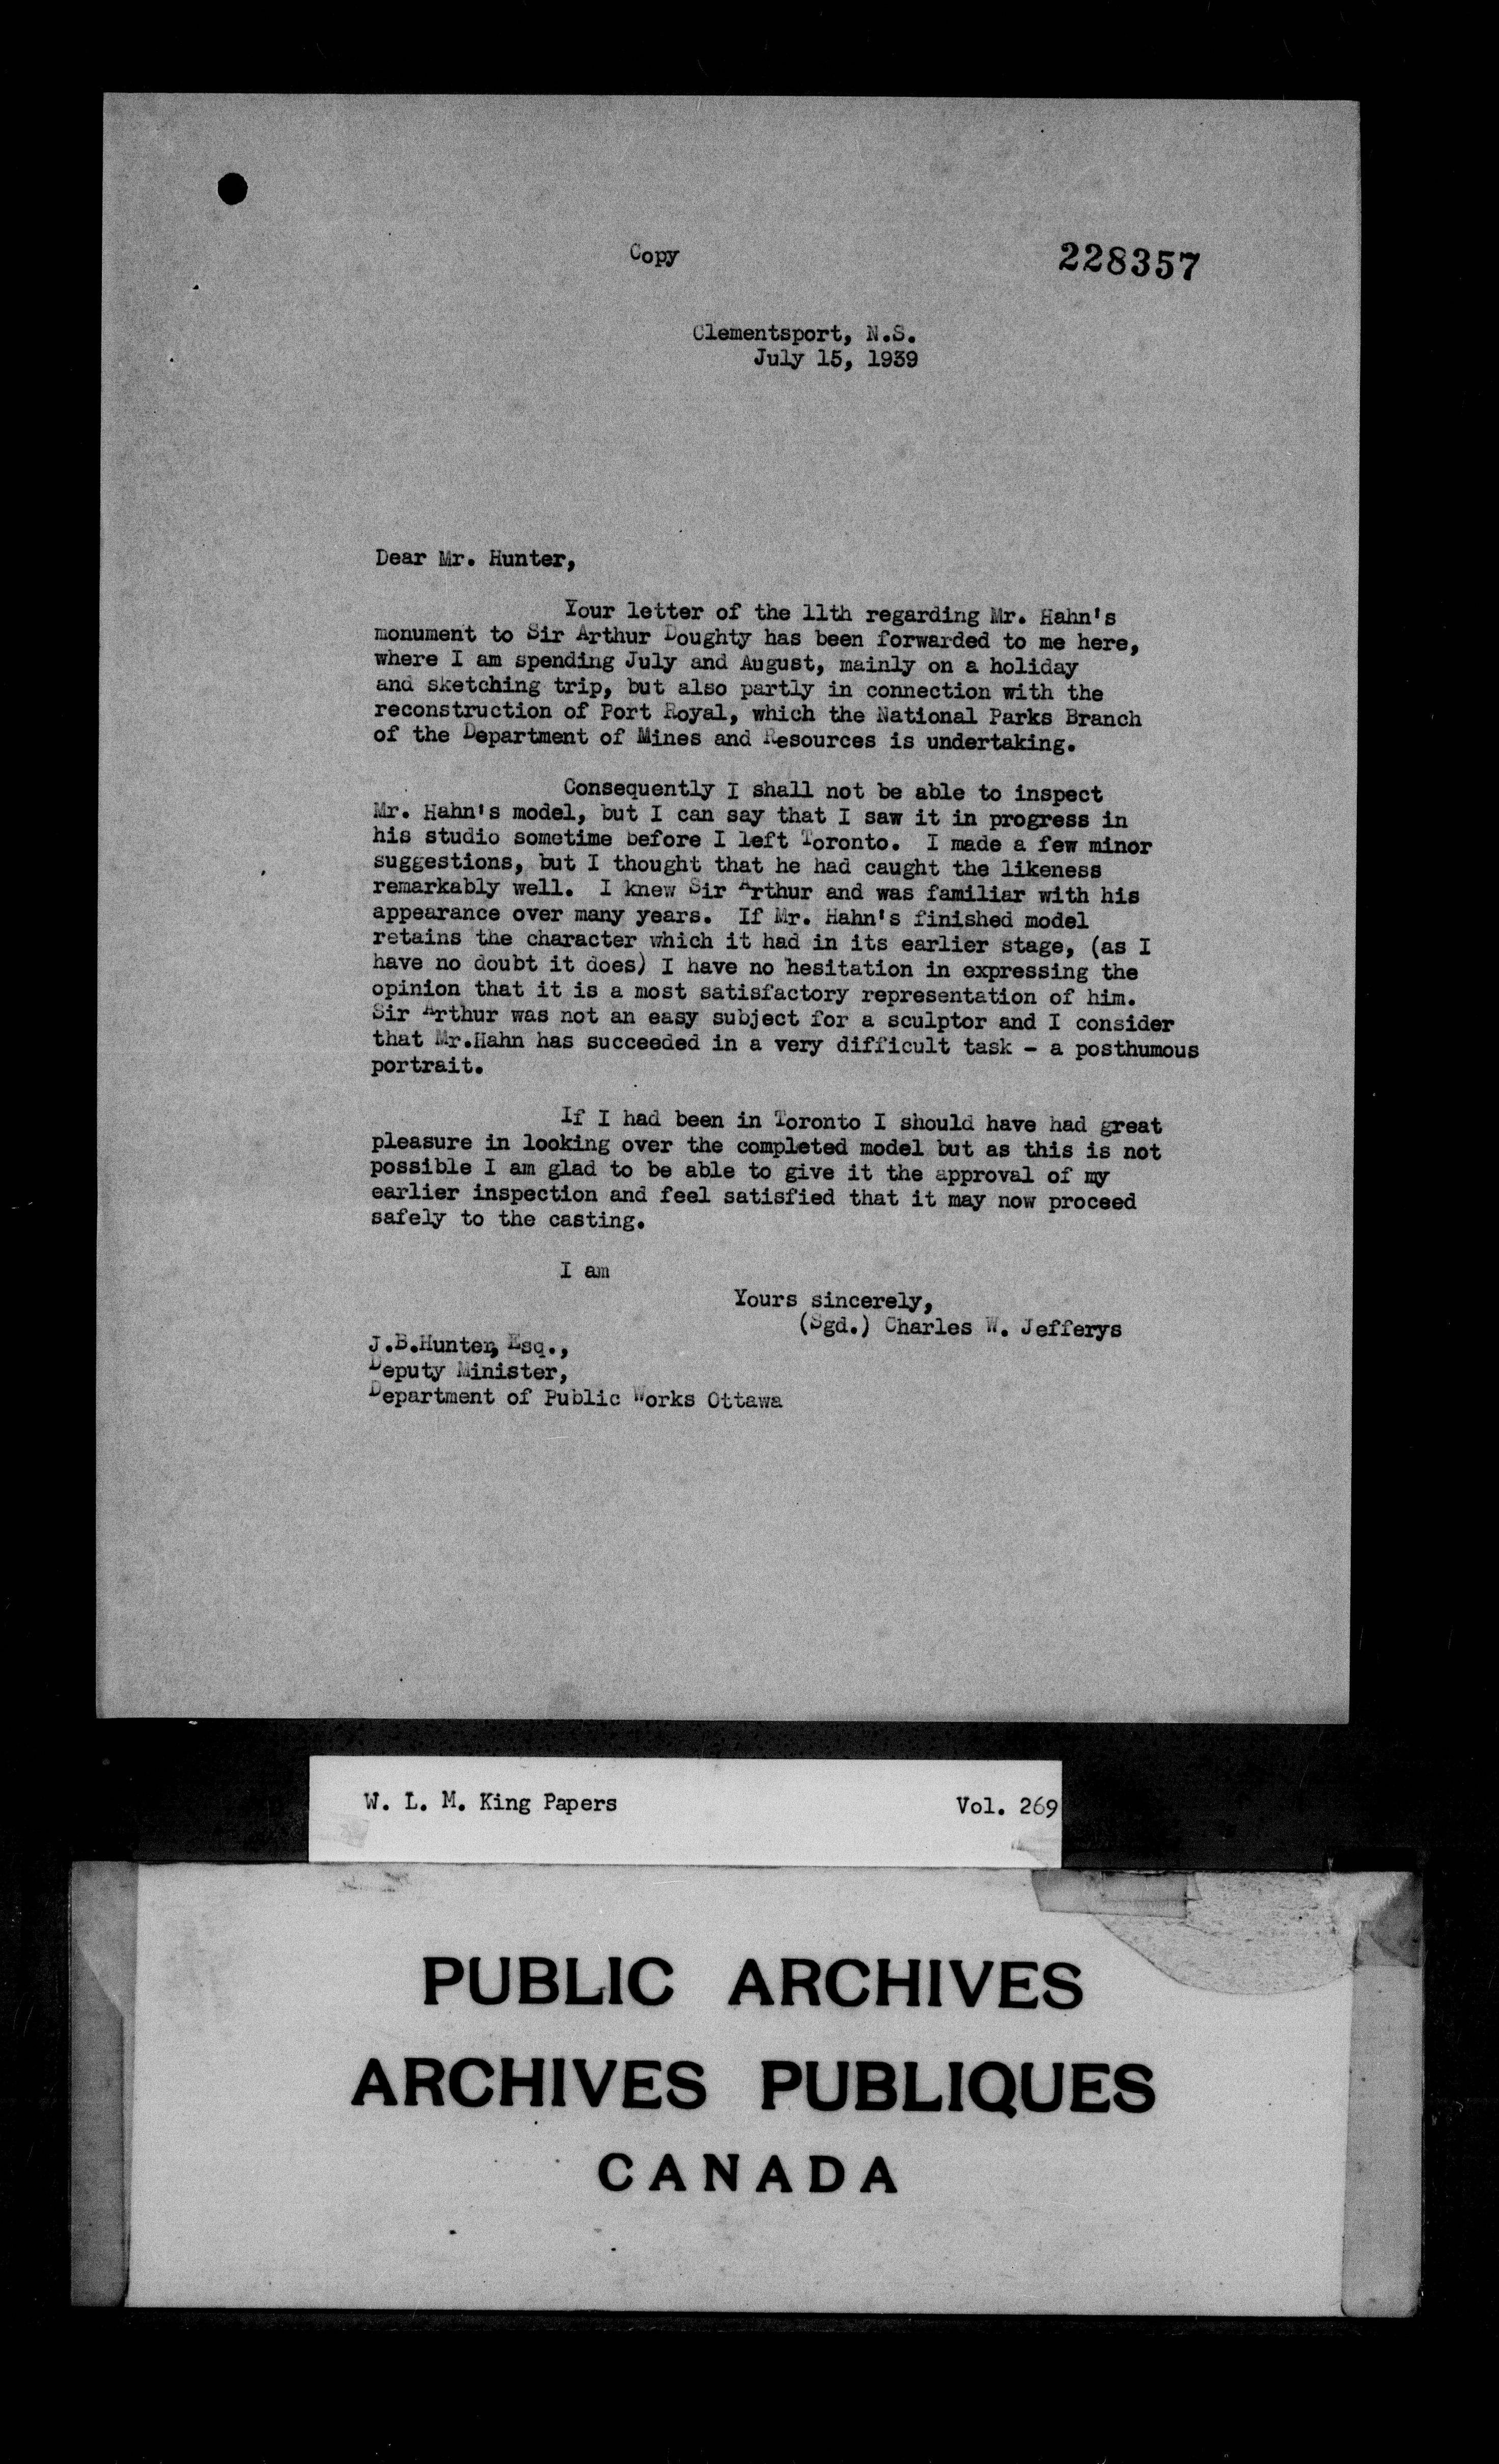 Copy
228357
Clementsport, N.S.
July 15, 1939
Dear Mr. Hunter,
Your letter of the 11th regarding Mr. Hahn's
monument to Sir Arthur Doughty has been forwarded to me here,
where I am spending July and August, mainly on a holiday
and sketching trip, but also partly in connection with the
reconstruction of Port Royal, which the National Parks Branch
of the Department of Mines and Resources is undertaking.
Consequently I shall not be able to inspect
Mr. Hahn's model, but I can say that I saw it in progress in
his studio sometime before I left Toronto. I made a few minor
suggestions, but I thought that he had caught the likeness
remarkably well. I knew Sir Arthur and was familiar with his
appearance over many years. If Mr. Hahn's finished model
retains the character which it had in its earlier stage, (as I
have no doubt it does) I have no hesitation in expressing the
opinion that it is a most satisfactory representation of him.
Sir Arthur was not an easy subject for a sculptor and I consider
that Mr.Hahn has succeeded in a very difficult task - a posthumous
portrait.
If I had been in Toronto I should have had great
pleasure in looking over the completed model but as this is not
possible I am glad to be able to give it the approval of my
earlier inspection and feel satisfied that it may now proceed
safely to the casting.
I am
Yours sincerely,
(Sgd.) Charles W. Jefferys
J.B.Hunter, Esq.,
Deputy Minister,
Department of Public Works Ottawa
W. L. M. King Papers Vol. 269
PUBLIC ARCHIVES
ARCHIVES PUBLIQUES
CANADA